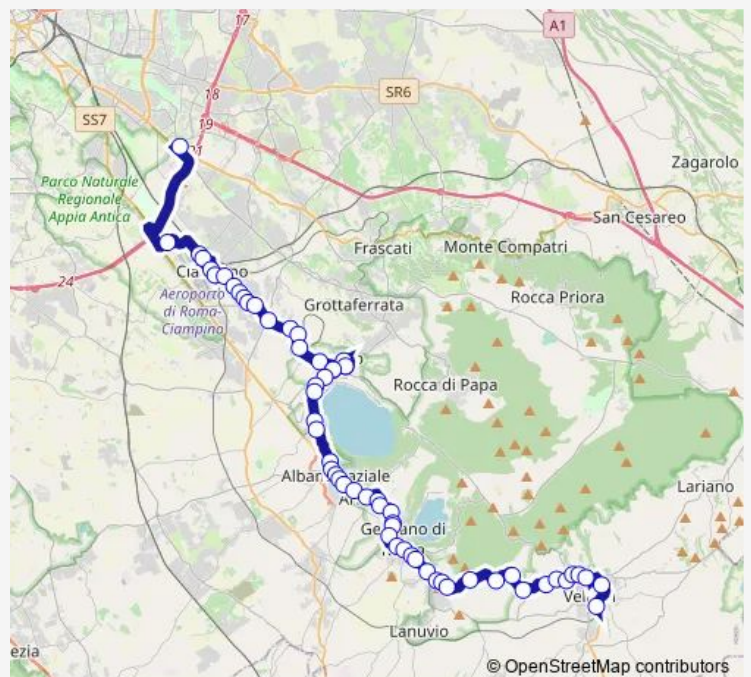 17
A1
18
SR6
SS7
19
21
Zagarolo
Parco Naturale
Regionale
Appia Antica
San Cesareo
Frascati
Monte Compatri
24
Aeroporto
di Roma-
Ciampino
Grottaferrata
Rocca Priora
Rocca di Papa
Lariano
Lanuvio
© OpenStreetMap contributors